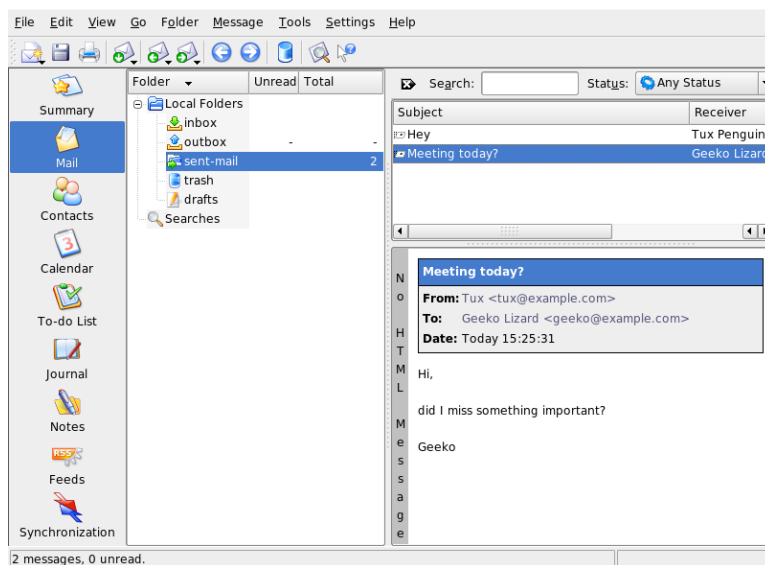 File Edit View Go Folder Message Tools Settings Help
Summary
Mail
Contacts
3
Calendar
To-do List
Journal
Notes
RSS
Feeds
Synchronization
Folder Unread Total
Local Folders
inbox
outbox - -
sent-mail 2
trash
drafts
Searches
Search: Status: Any Status
Subject Receiver
Hey Tux Penguin
Meeting today? Geeko Lizard
No HTML Message
Meeting today?
From: Tux <tux@example.com>
To: Geeko Lizard <geeko@example.com>
Date: Today 15:25:31
Hi,
did I miss something important?
Geeko
2 messages, 0 unread.